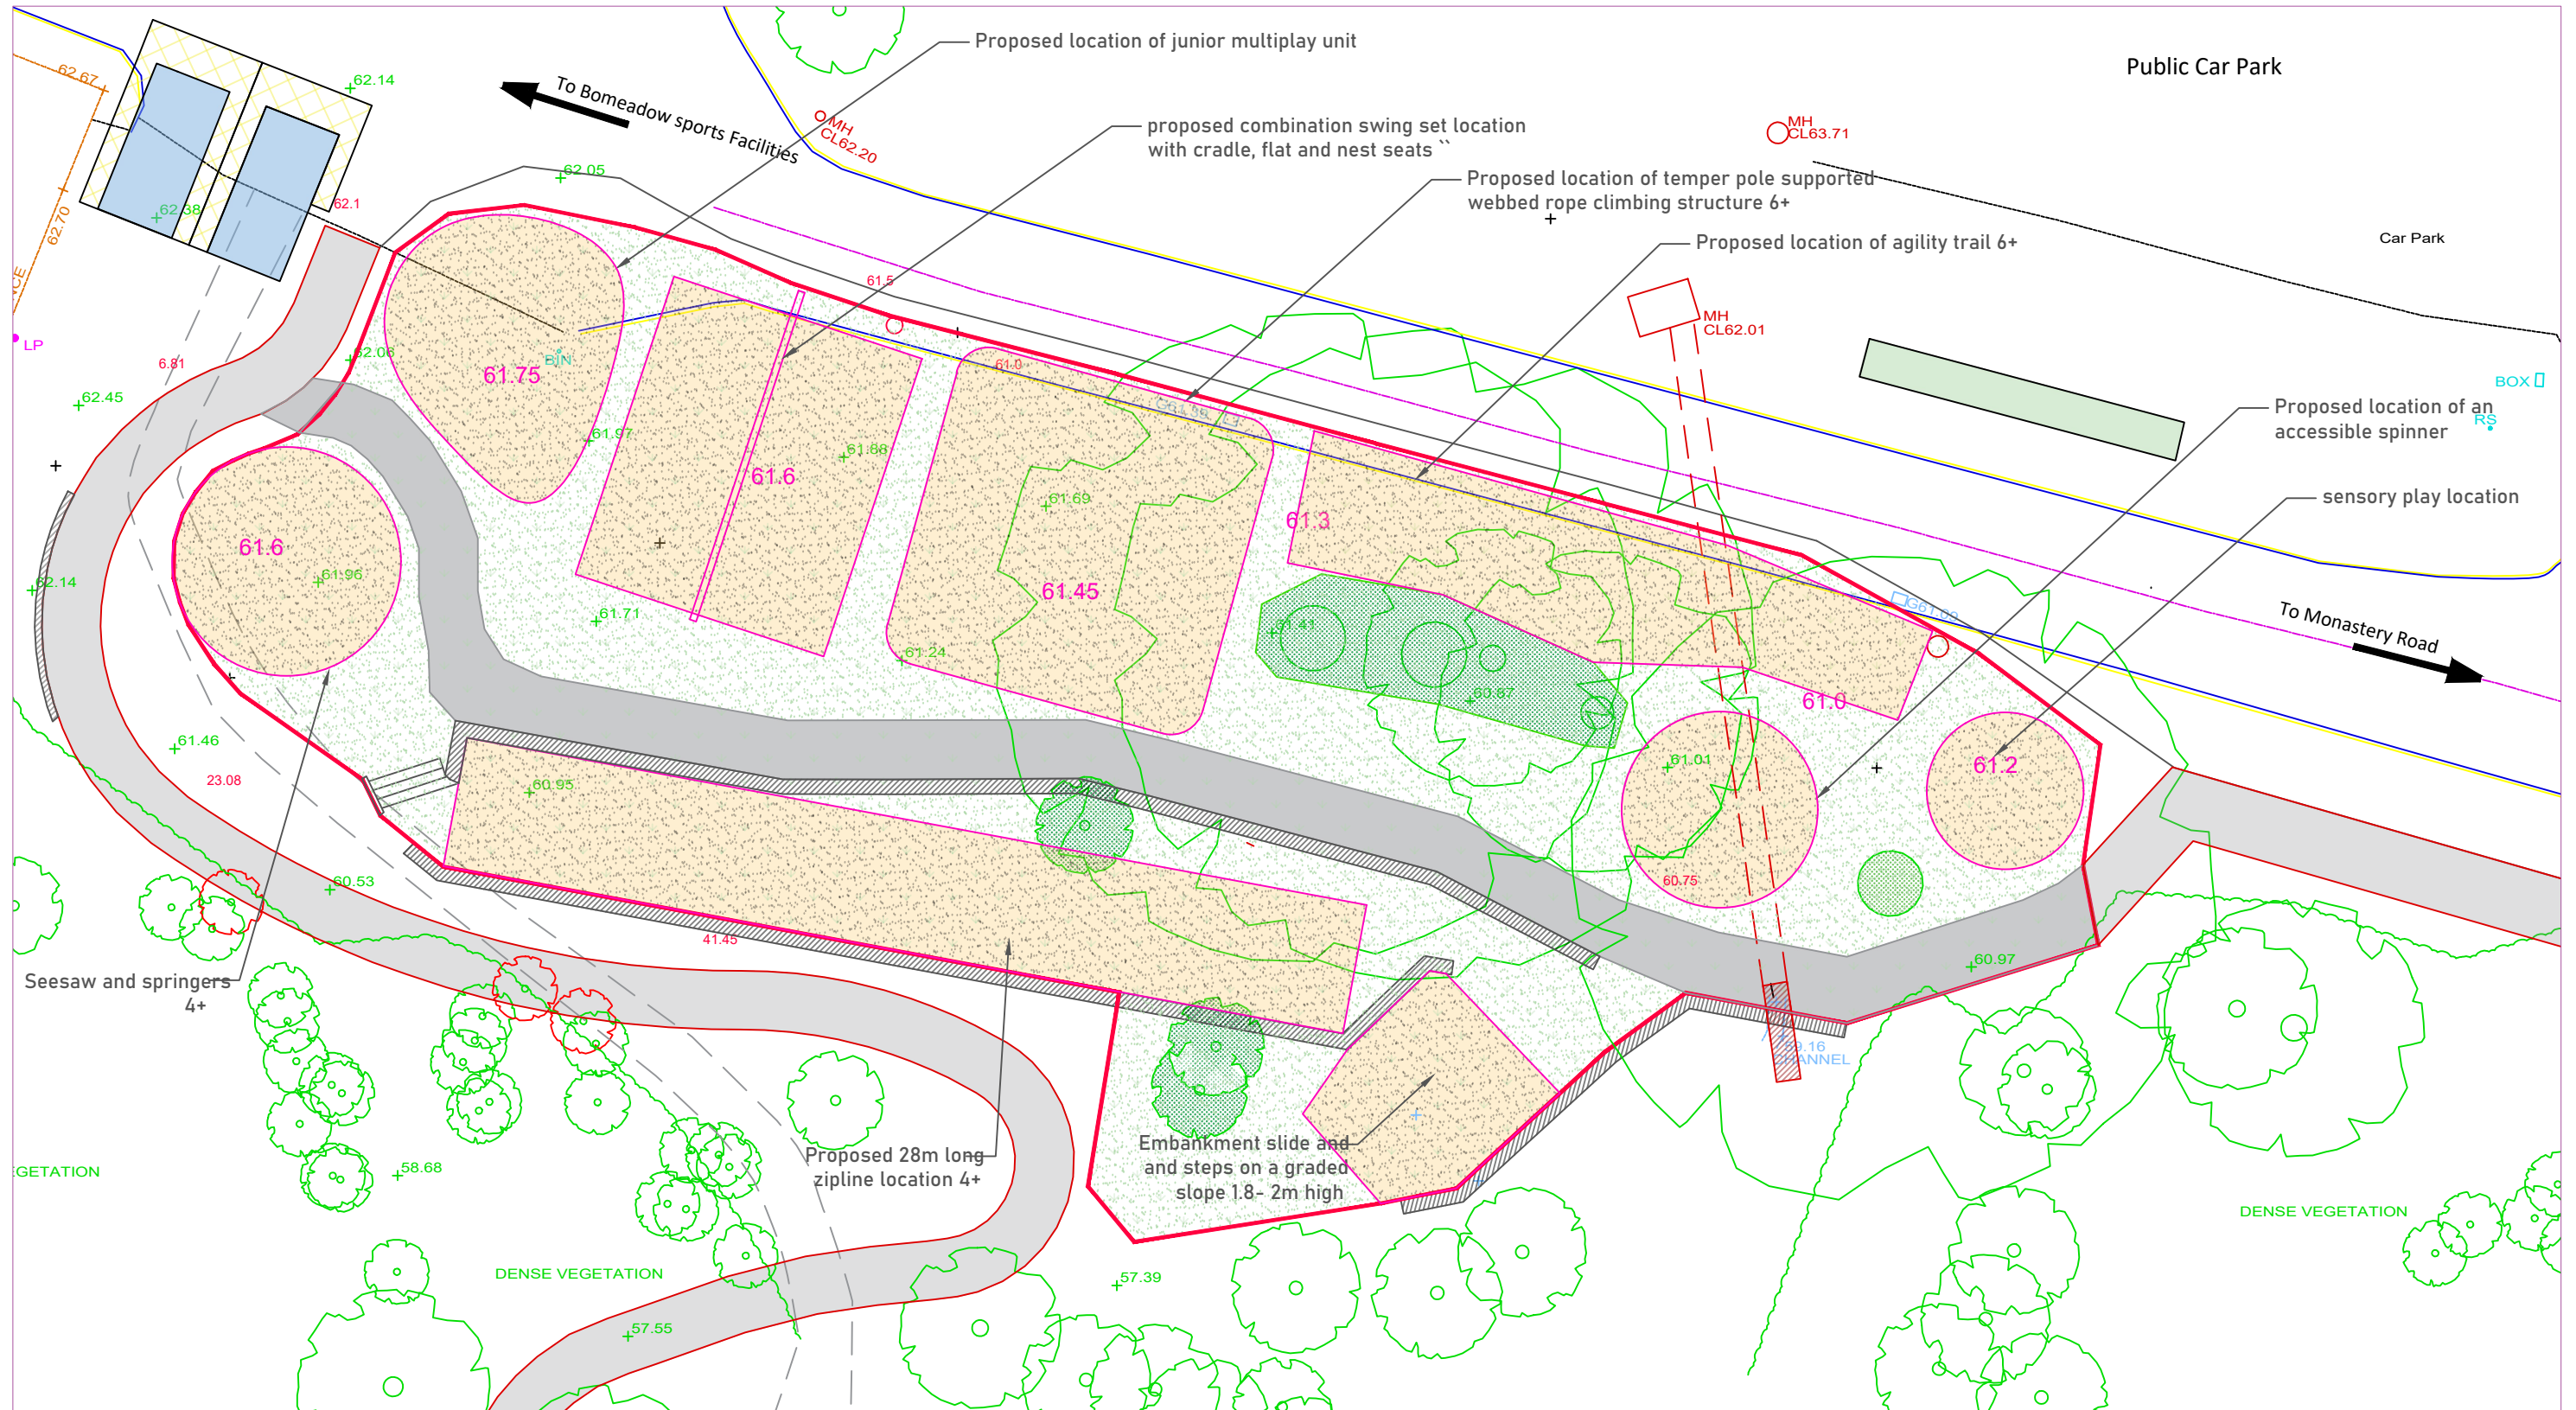 Proposed location of junior multiplay unit
Public Car Park
62.67
62.14
To Bomeadow sports Facilities
MH
CL62.20
proposed combination swing set location
with cradle, flat and nest seats ``
MH
CL63.71
62.05
Proposed location of temper pole supported
webbed rope climbing structure 6+
62.70
62.38
62.1
Proposed location of agility trail 6+
Car Park
61.5
MH
CL62.01
LP
6.81
62.06
BIN
61.75
61.0
BOX
62.45
Proposed location of an
accessible spinner
RS
61.97
61.88
61.6
61.69
61.3
sensory play location
61.6
61.96
62.14
61.45
61.71
61.41
G61.09
To Monastery Road
61.24
60.87
61.0
61.46
23.08
60.95
61.01
61.2
60.75
60.53
41.45
60.97
Seesaw and springers
4+
Proposed 28m long
zipline location 4+
Embankment slide and
and steps on a graded
slope 1.8- 2m high
58.68
DENSE VEGETATION
DENSE VEGETATION
57.39
57.55